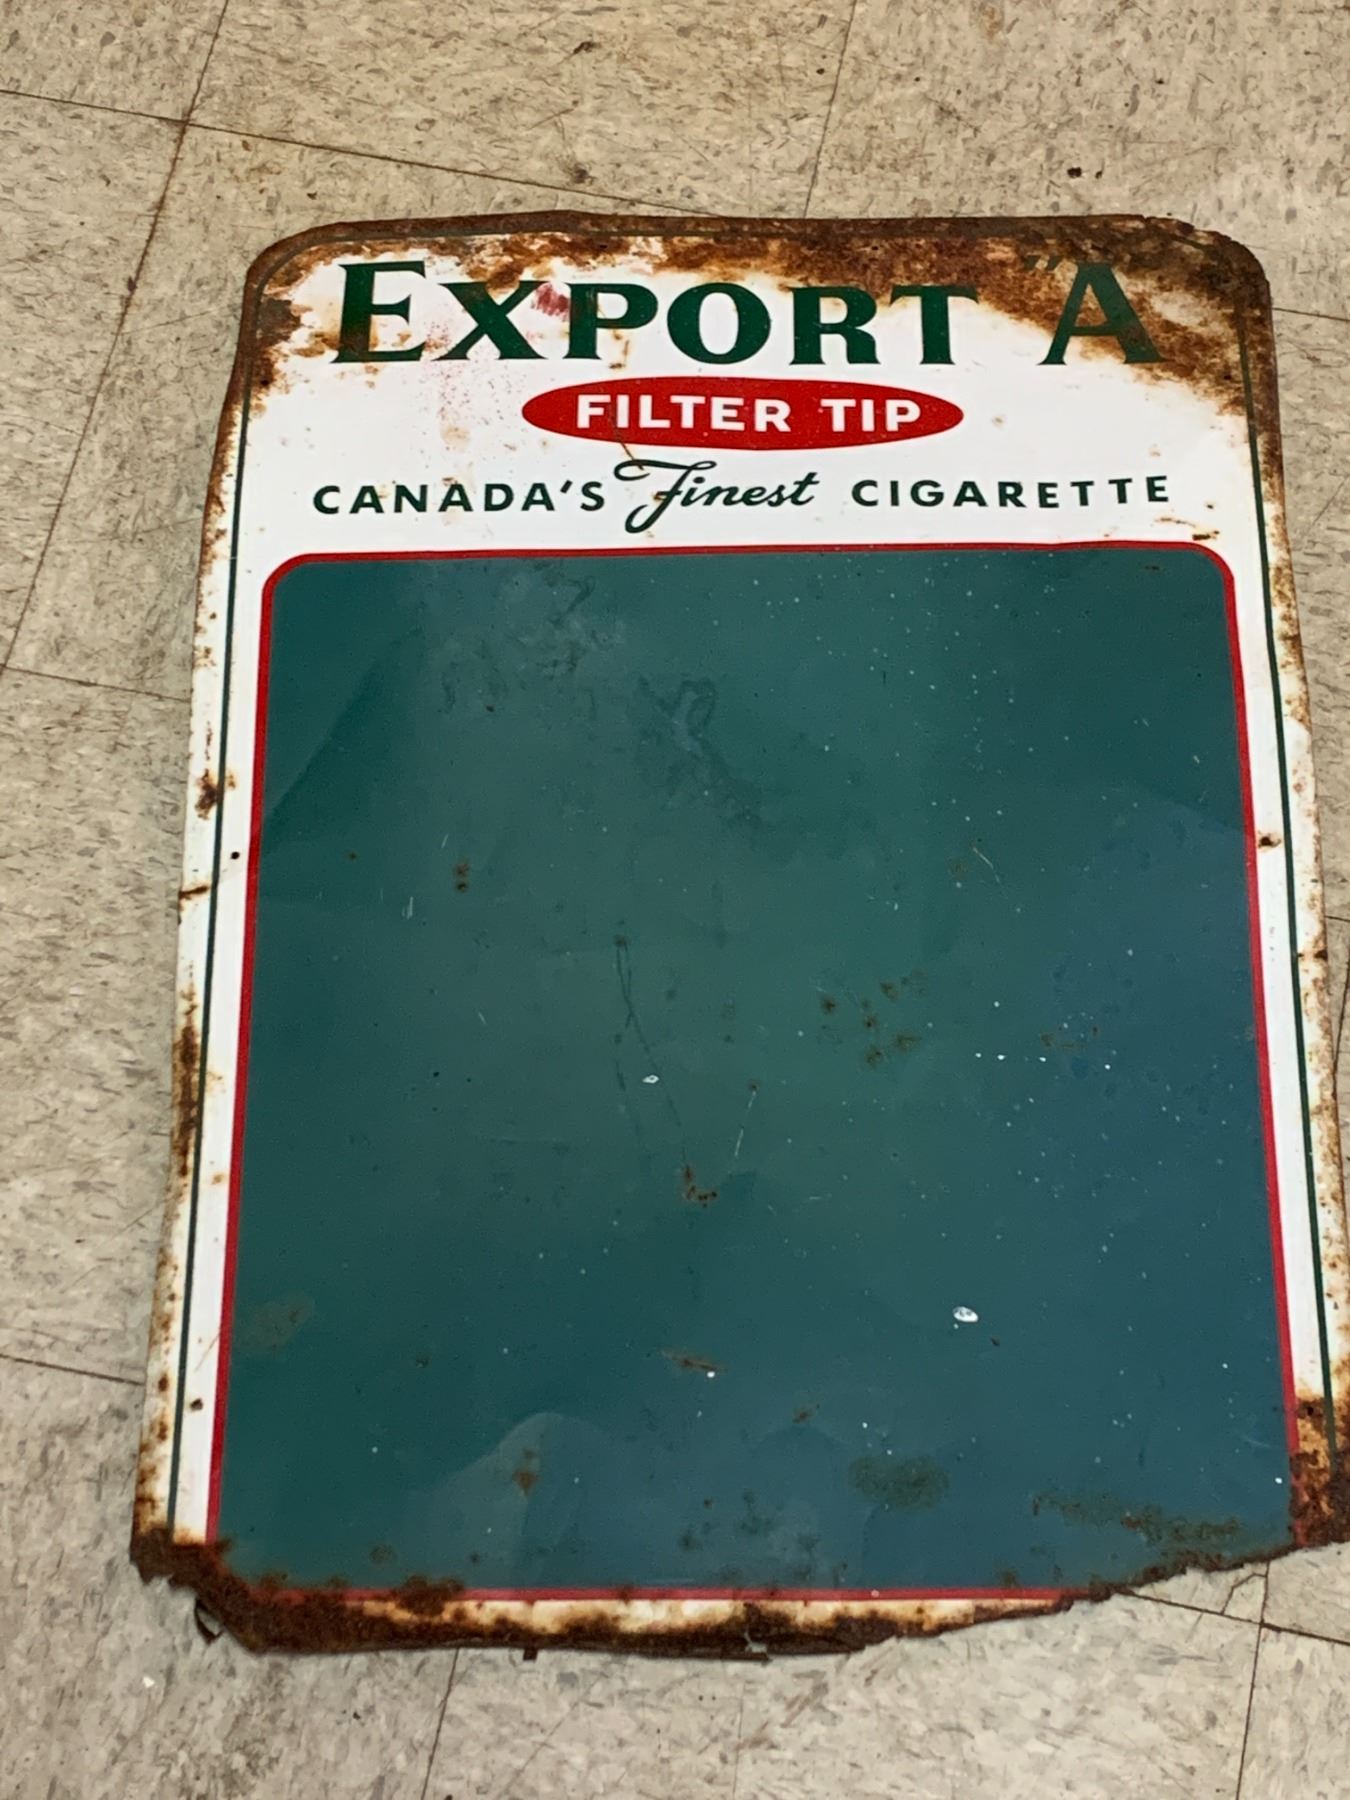 EXPORT "A
FILTER TIP
CANADA'S Finest CIGARETTE